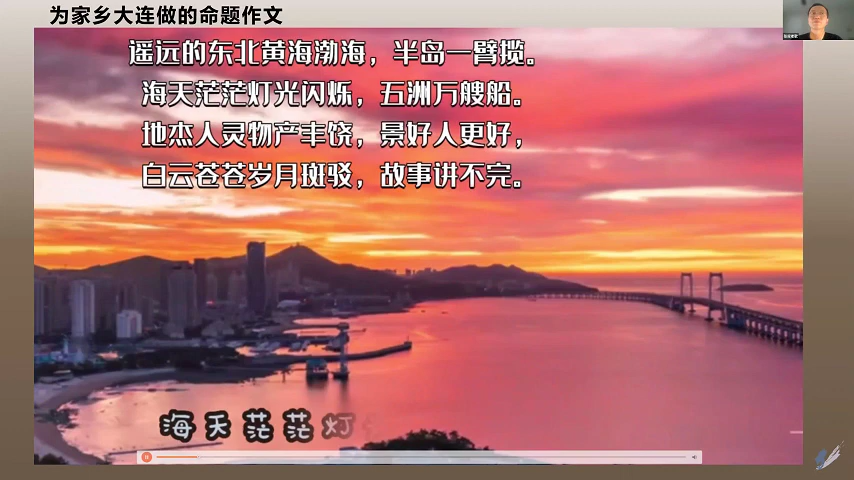 为家乡大连做的命题作文
遥远的东北黄海渤海，半岛一臂揽。
海天茫茫灯光闪烁，五洲万艘船。
地杰人灵物产丰饶，景好人更好，
白云苍苍岁月斑驳，故事讲不完。
海天茫茫灯